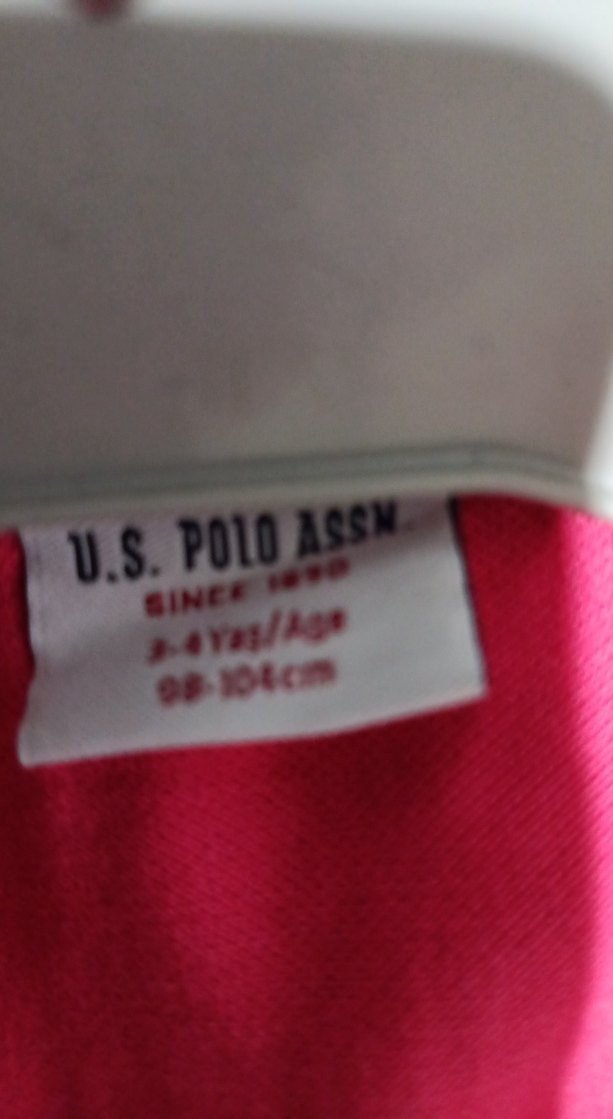 U.S. POLO ASSN.
SINCE 1890
3-4 Yaş/Age
98-104cm